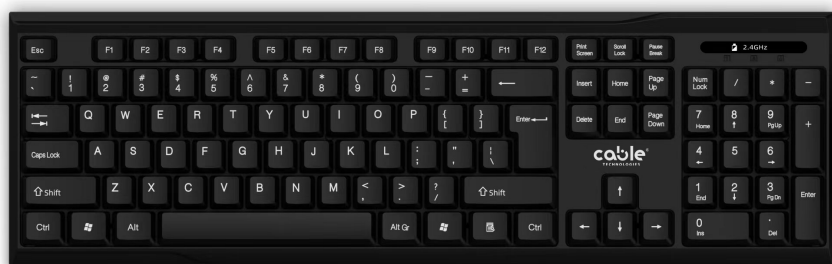 Esc F1 F2 F3 F4 F5 F6 F7 F8 F9 F10 F11 F12 Print Screen Scroll Lock Pause Break 2.4GHz
~ ` ! 1 @ 2 # 3 $ 4 % 5 ^ 6 & 7 * 8 ( 9 ) 0 — - + = ← Insert Home Page Up Num Lock / * -
Q W E R T Y U I O P { [ } ] Enter Delete End Page Down 7 Home 8 ↑ 9 PgUp +
Caps Lock A S D F G H J K L : ; " ' | \ cable® TECHNOLOGIES 4 ← 5 6 →
⇧ Shift Z X C V B N M < , > . ? / ⇧ Shift ↑ 1 End 2 ↓ 3 Pg Dn Enter
Ctrl Alt Alt Gr Ctrl ← ↓ → 0 Ins . Del